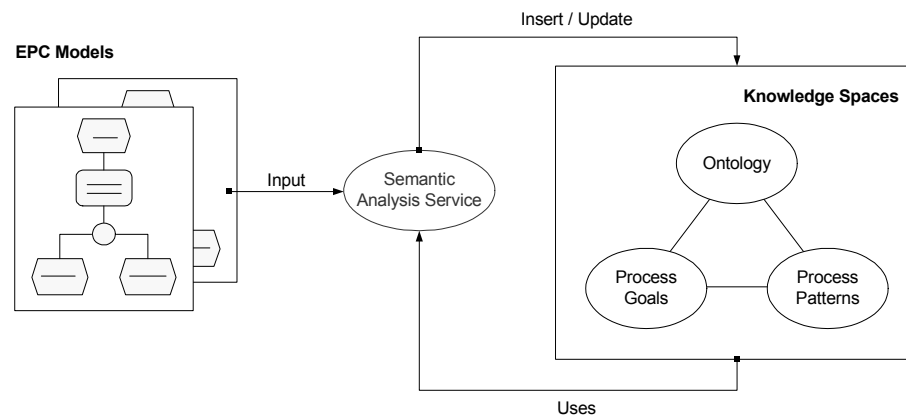 Insert / Update
EPC Models
Knowledge Spaces
Ontology
Input
Semantic
Analysis Service
Process
Goals
Process
Patterns
Uses